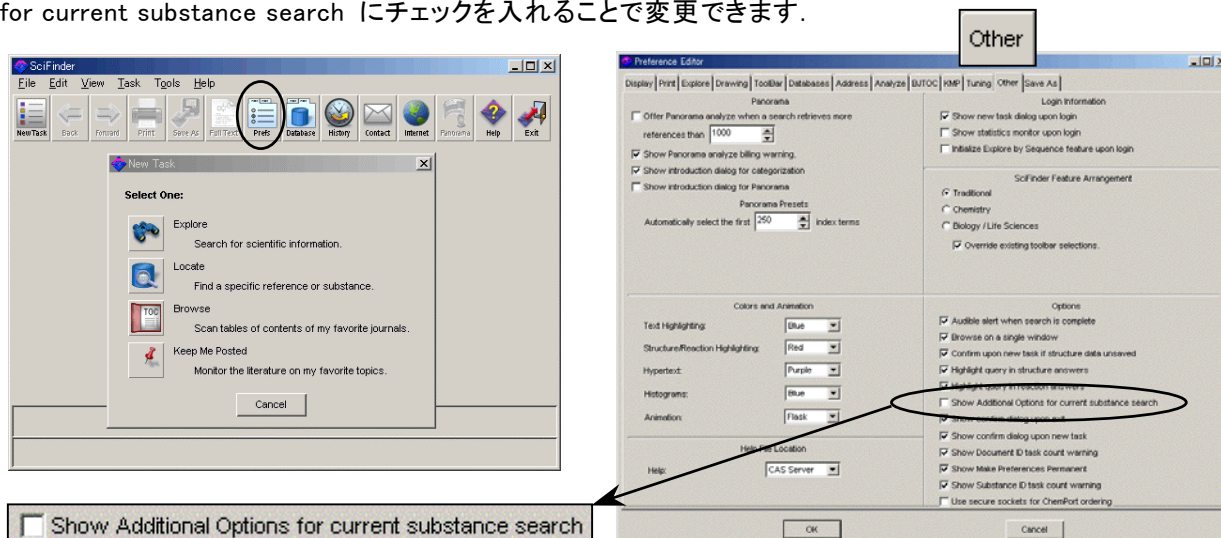 for current substance search にチェックを入れることで変更できます.
Other
SciFinder
File Edit View Task Tools Help
New Task Back Forward Print Save As Full Text Prefs Database History Contact Internet Panorama Help Exit
New Task
Select One:
Explore
Search for scientific information.
Locate
Find a specific reference or substance.
TOC
Browse
Scan tables of contents of my favorite journals.
Keep Me Posted
Monitor the literature on my favorite topics.
Cancel
Preference Editor
Display Print Explore Drawing ToolBar Databases Address Analyze BJTOC KMP Tuning Other Save As
Panorama
Offer Panorama analyze when a search retrieves more
references than 1000
Show Panorama analyze billing warning.
Show introduction dialog for categorization
Show introduction dialog for Panorama
Panorama Presets
Automatically select the first 250 index terms
Login Information
Show new task dialog upon login
Show statistics monitor upon login
Initialize Explore by Sequence feature upon login
SciFinder Feature Arrangement
Traditional
Chemistry
Biology / Life Sciences
Override existing toolbar selections.
Colors and Animation
Text Highlighting: Blue
Structure/Reaction Highlighting: Red
Hypertext: Purple
Histograms: Blue
Animation: Flask
Help File Location
Help: CAS Server
Options
Audible alert when search is complete
Browse on a single window
Confirm upon new task if structure data unsaved
Highlight query in structure answers
Highlight query in reaction answers
Show Additional Options for current substance search
Show confirm dialog upon exit
Show confirm dialog upon new task
Show Document ID task count warning
Show Make Preferences Permanent
Show Substance ID task count warning
Use secure sockets for ChemPort ordering
OK Cancel
Show Additional Options for current substance search